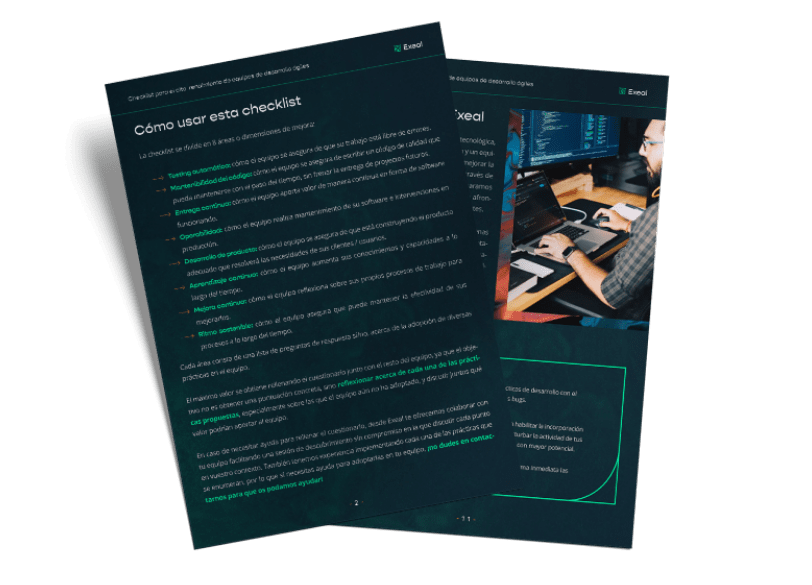 Checklist para el alto rendimiento de equipos de desarrollo ágiles
Exeal
Cómo usar esta checklist
La checklist se divide en 8 áreas o dimensiones de mejora:
→ Testing automático: cómo el equipo se asegura de que su trabajo está libre de errores.
→ Mantenibilidad del código: cómo el equipo se asegura de escribir un código de calidad que
pueda mantenerse con el paso del tiempo, sin frenar la entrega de proyectos futuros.
→ Entrega continua: cómo el equipo aporta valor de manera continua en forma de software
funcionando.
→ Operabilidad: cómo el equipo realiza mantenimiento de su software e intervenciones en
producción.
→ Desarrollo de producto: cómo el equipo se asegura de que está construyendo el producto
adecuado que resolverá las necesidades de sus clientes / usuarios.
→ Aprendizaje continuo: cómo el equipo aumenta sus conocimientos y capacidades a lo
largo del tiempo.
→ Mejora continua: cómo el equipo reflexiona sobre sus propios procesos de trabajo para
mejorarlos.
→ Ritmo sostenible: cómo el equipo asegura que puede mantener la efectividad de sus
procesos a lo largo del tiempo.
Cada área consta de una lista de preguntas de respuesta sí/no, acerca de la adopción de diversas
prácticas en el equipo.
El máximo valor se obtiene rellenando el cuestionario junto con el resto del equipo, ya que el obje-
tivo no es obtener una puntuación concreta, sino reflexionar acerca de cada una de las prácti-
cas propuestas, especialmente sobre las que el equipo aún no ha adoptado, y discutir juntos qué
valor podrían aportar al equipo.
En caso de necesitar ayuda para rellenar el cuestionario, desde Exeal te ofrecemos colaborar con
tu equipo facilitando una sesión de descubrimiento sin compromiso en la que discutir cada punto
en vuestro contexto. También tenemos experiencia implementando cada una de las prácticas que
se enumeran, por lo que si necesitas ayuda para adoptarlas en tu equipo, ¡no dudes en contac-
tarnos para que os podamos ayudar!
- 2 -
de equipos de desarrollo ágiles
Exeal
Exeal
tecnológica,
y un equi-
mejorar la
través de
aramos
afron-
tes.
mas
ta-
a-
cticas de desarrollo con el
s bugs.
habilitar la incorporación
turbar la actividad de tus
con mayor potencial.
ma inmediata las
- 11 -